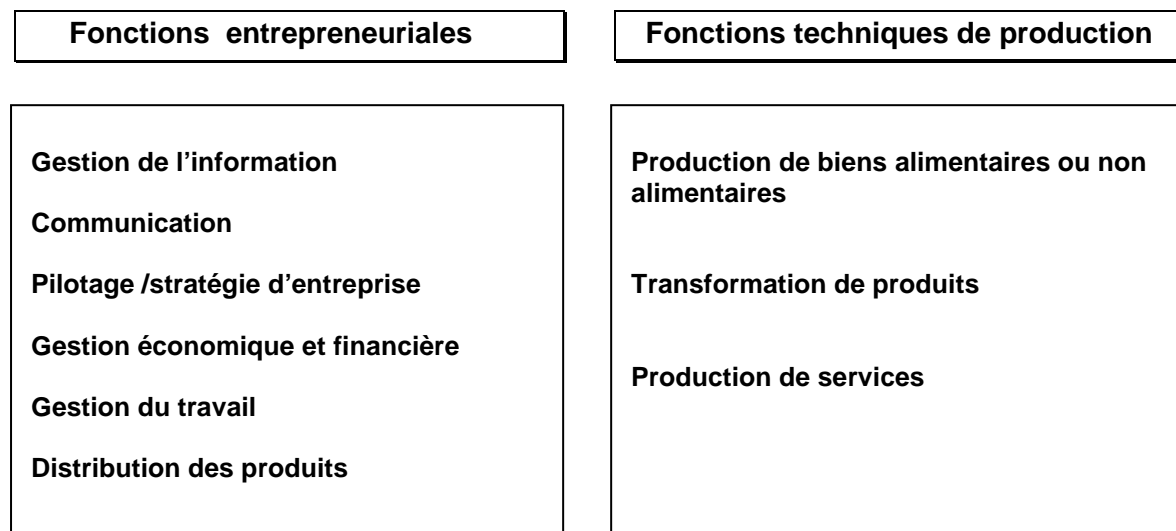 Fonctions entrepreneuriales
Fonctions techniques de production
Gestion de l’information
Communication
Pilotage /stratégie d’entreprise
Gestion économique et financière
Gestion du travail
Distribution des produits
Production de biens alimentaires ou non
alimentaires
Transformation de produits
Production de services